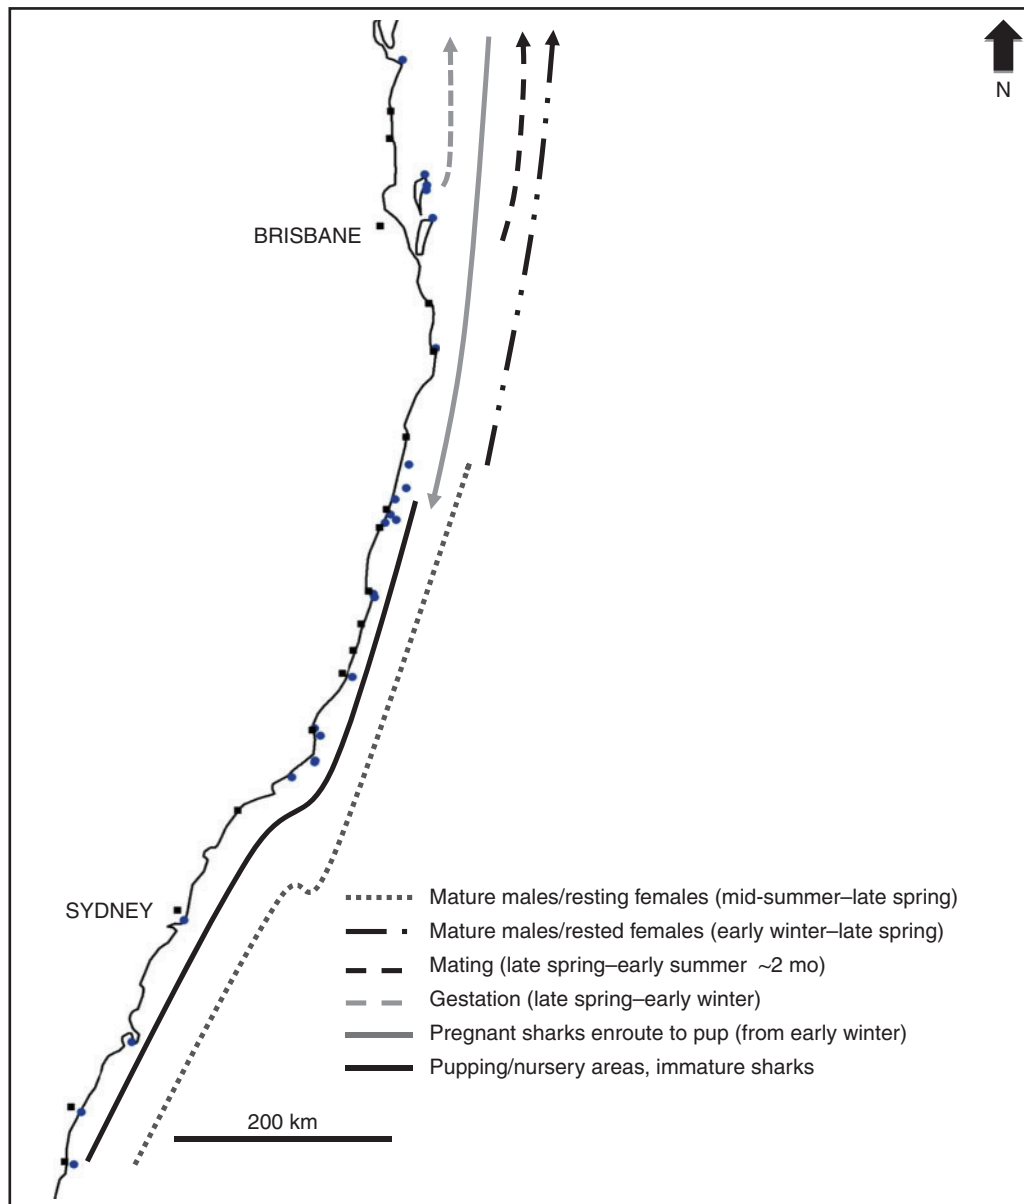 N
BRISBANE
SYDNEY
Mature males/resting females (mid-summer–late spring)
Mature males/rested females (early winter–late spring)
Mating (late spring–early summer ~2 mo)
Gestation (late spring–early winter)
Pregnant sharks enroute to pup (from early winter)
Pupping/nursery areas, immature sharks
200 km